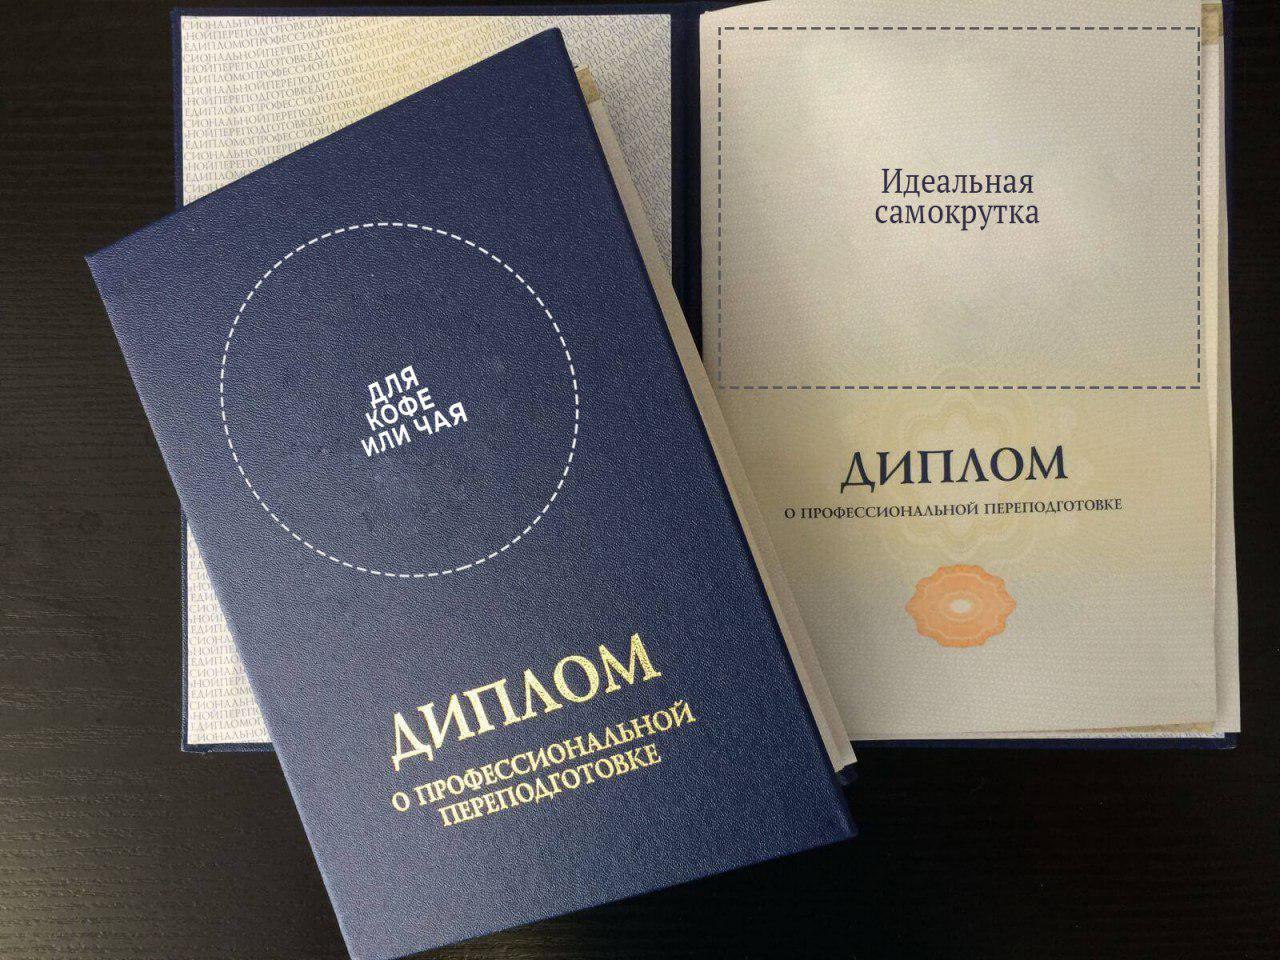 ДЛЯ
КОФЕ
ИЛИ ЧАЯ
ДИПЛОМ
О ПРОФЕССИОНАЛЬНОЙ
ПЕРЕПОДГОТОВКЕ
Идеальная
самокрутка
ДИПЛОМ
О ПРОФЕССИОНАЛЬНОЙ ПЕРЕПОДГОТОВКЕ